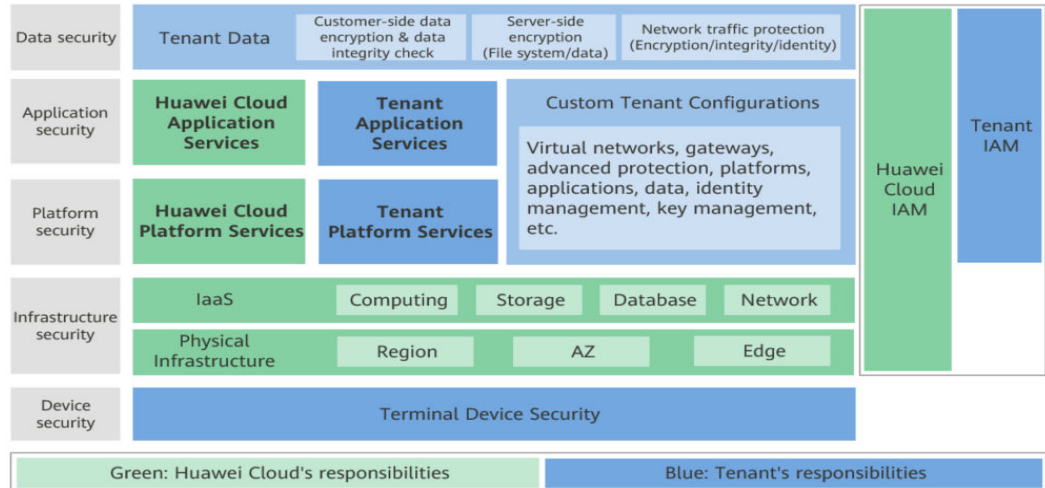 Data security
Tenant Data
Customer-side data
encryption & data
integrity check
Server-side
encryption
(File system/data)
Network traffic protection
(Encryption/integrity/identity)
Application
security
Huawei Cloud
Application
Services
Tenant
Application
Services
Custom Tenant Configurations
Virtual networks, gateways,
advanced protection, platforms,
applications, data, identity
management, key management,
etc.
Platform
security
Huawei Cloud
Platform Services
Tenant
Platform Services
Huawei
Cloud
IAM
Tenant
IAM
Infrastructure
security
IaaS
Computing
Storage
Database
Network
Physical
Infrastructure
Region
AZ
Edge
Device
security
Terminal Device Security
Green: Huawei Cloud's responsibilities
Blue: Tenant's responsibilities